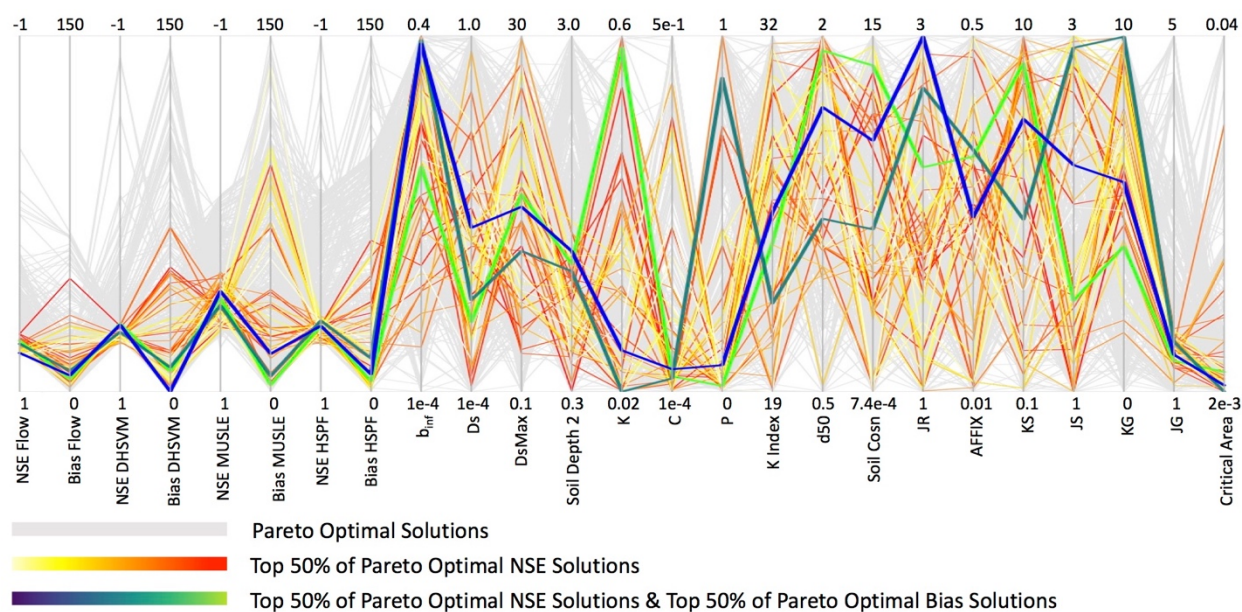 -1 150 -1 150 -1 150 -1 150 0.4 1.0 30 3.0 0.6 5e-1 1 32 2 15 3 0.5 10 3 10 5 0.04
1 0 1 0 1 0 1 0 1e-4 1e-4 0.1 0.3 0.02 1e-4 0 19 0.5 7.4e-4 1 0.01 0.1 1 0 1 2e-3
NSE Flow
Bias Flow
NSE DHSVM
Bias DHSVM
NSE MUSLE
Bias MUSLE
NSE HSPF
Bias HSPF
binf
Ds
DsMax
Soil Depth 2
K
C
P
K Index
d50
Soil Cosn
JR
AFFIX
KS
JS
KG
JG
Critical Area
Pareto Optimal Solutions
Top 50% of Pareto Optimal NSE Solutions
Top 50% of Pareto Optimal NSE Solutions & Top 50% of Pareto Optimal Bias Solutions